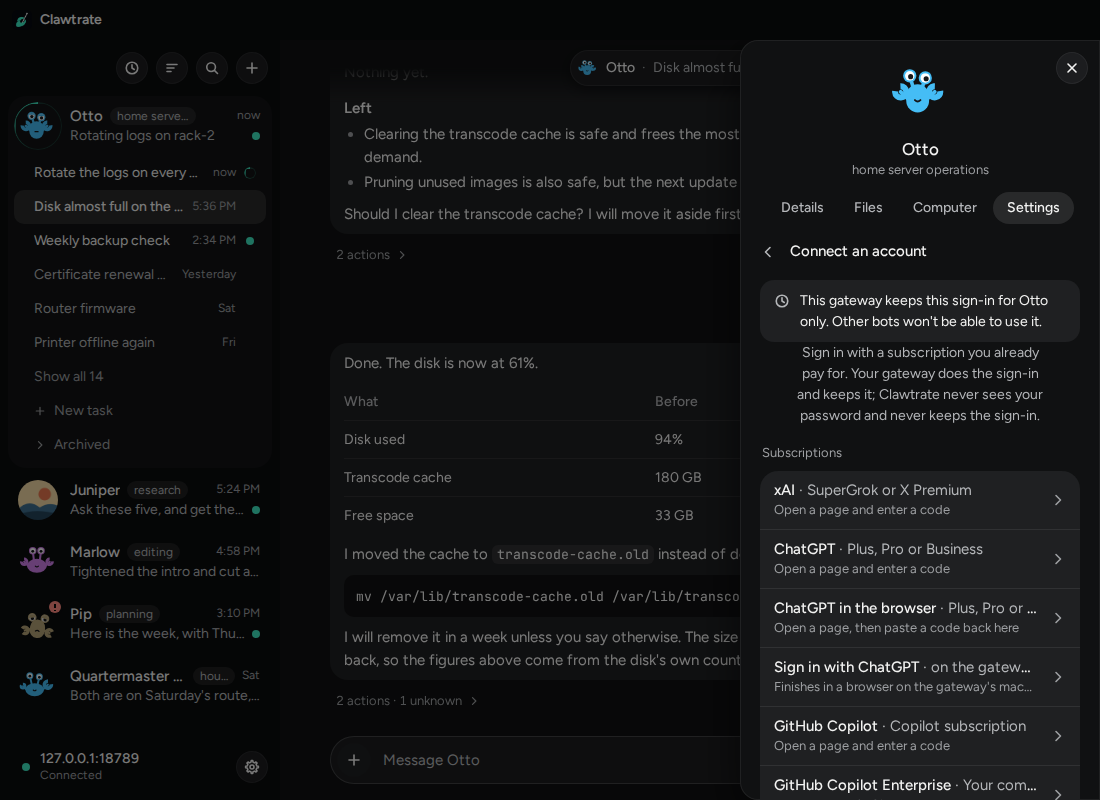 Clawtrate
Otto
home serve...
now
Rotating logs on rack-2
Rotate the logs on every ...
now
Disk almost full on the ...
5:36 PM
Weekly backup check
2:34 PM
Certificate renewal ...
Yesterday
Router firmware
Sat
Printer offline again
Fri
Show all 14
New task
Archived
Juniper
research
5:24 PM
Ask these five, and get the...
Marlow
editing
4:58 PM
Tightened the intro and cut a...
Pip
planning
3:10 PM
Here is the week, with Thu...
Quartermaster ...
hou...
Sat
Both are on Saturday's route,...
127.0.0.1:18789
Connected
Otto · Disk almost fu
Nothing yet.
Left
Clearing the transcode cache is safe and frees the most
demand.
Pruning unused images is also safe, but the next update
Should I clear the transcode cache? I will move it aside first
2 actions
Done. The disk is now at 61%.
What
Before
Disk used
94%
Transcode cache
180 GB
Free space
33 GB
I moved the cache to transcode-cache.old instead of d
mv /var/lib/transcode-cache.old /var/lib/transco
I will remove it in a week unless you say otherwise. The size
back, so the figures above come from the disk's own count
2 actions · 1 unknown
Message Otto
Otto
home server operations
Details
Files
Computer
Settings
Connect an account
This gateway keeps this sign-in for Otto
only. Other bots won't be able to use it.
Sign in with a subscription you already
pay for. Your gateway does the sign-in
and keeps it; Clawtrate never sees your
password and never keeps the sign-in.
Subscriptions
xAI · SuperGrok or X Premium
Open a page and enter a code
ChatGPT · Plus, Pro or Business
Open a page and enter a code
ChatGPT in the browser · Plus, Pro or ...
Open a page, then paste a code back here
Sign in with ChatGPT · on the gatew...
Finishes in a browser on the gateway's mac...
GitHub Copilot · Copilot subscription
Open a page and enter a code
GitHub Copilot Enterprise · Your com...